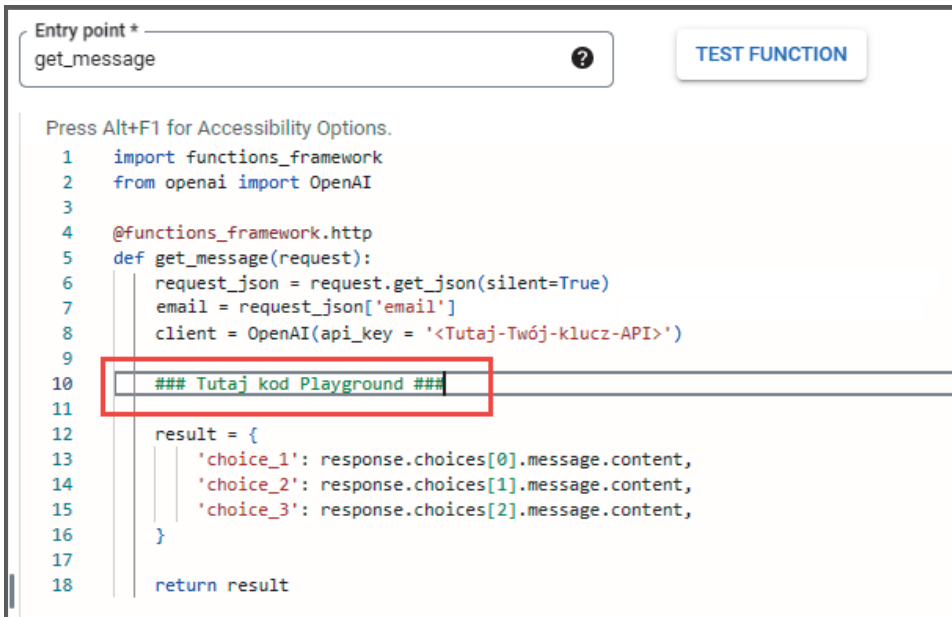 Entry point *
get_message
?
TEST FUNCTION
Press Alt+F1 for Accessibility Options.
1 import functions_framework
2 from openai import OpenAI
3
4 @functions_framework.http
5 def get_message(request):
6 request_json = request.get_json(silent=True)
7 email = request_json['email']
8 client = OpenAI(api_key = '<Tutaj-Twój-klucz-API>')
9
10 ### Tutaj kod Playground ###
11
12 result = {
13 'choice_1': response.choices[0].message.content,
14 'choice_2': response.choices[1].message.content,
15 'choice_3': response.choices[2].message.content,
16 }
17
18 return result